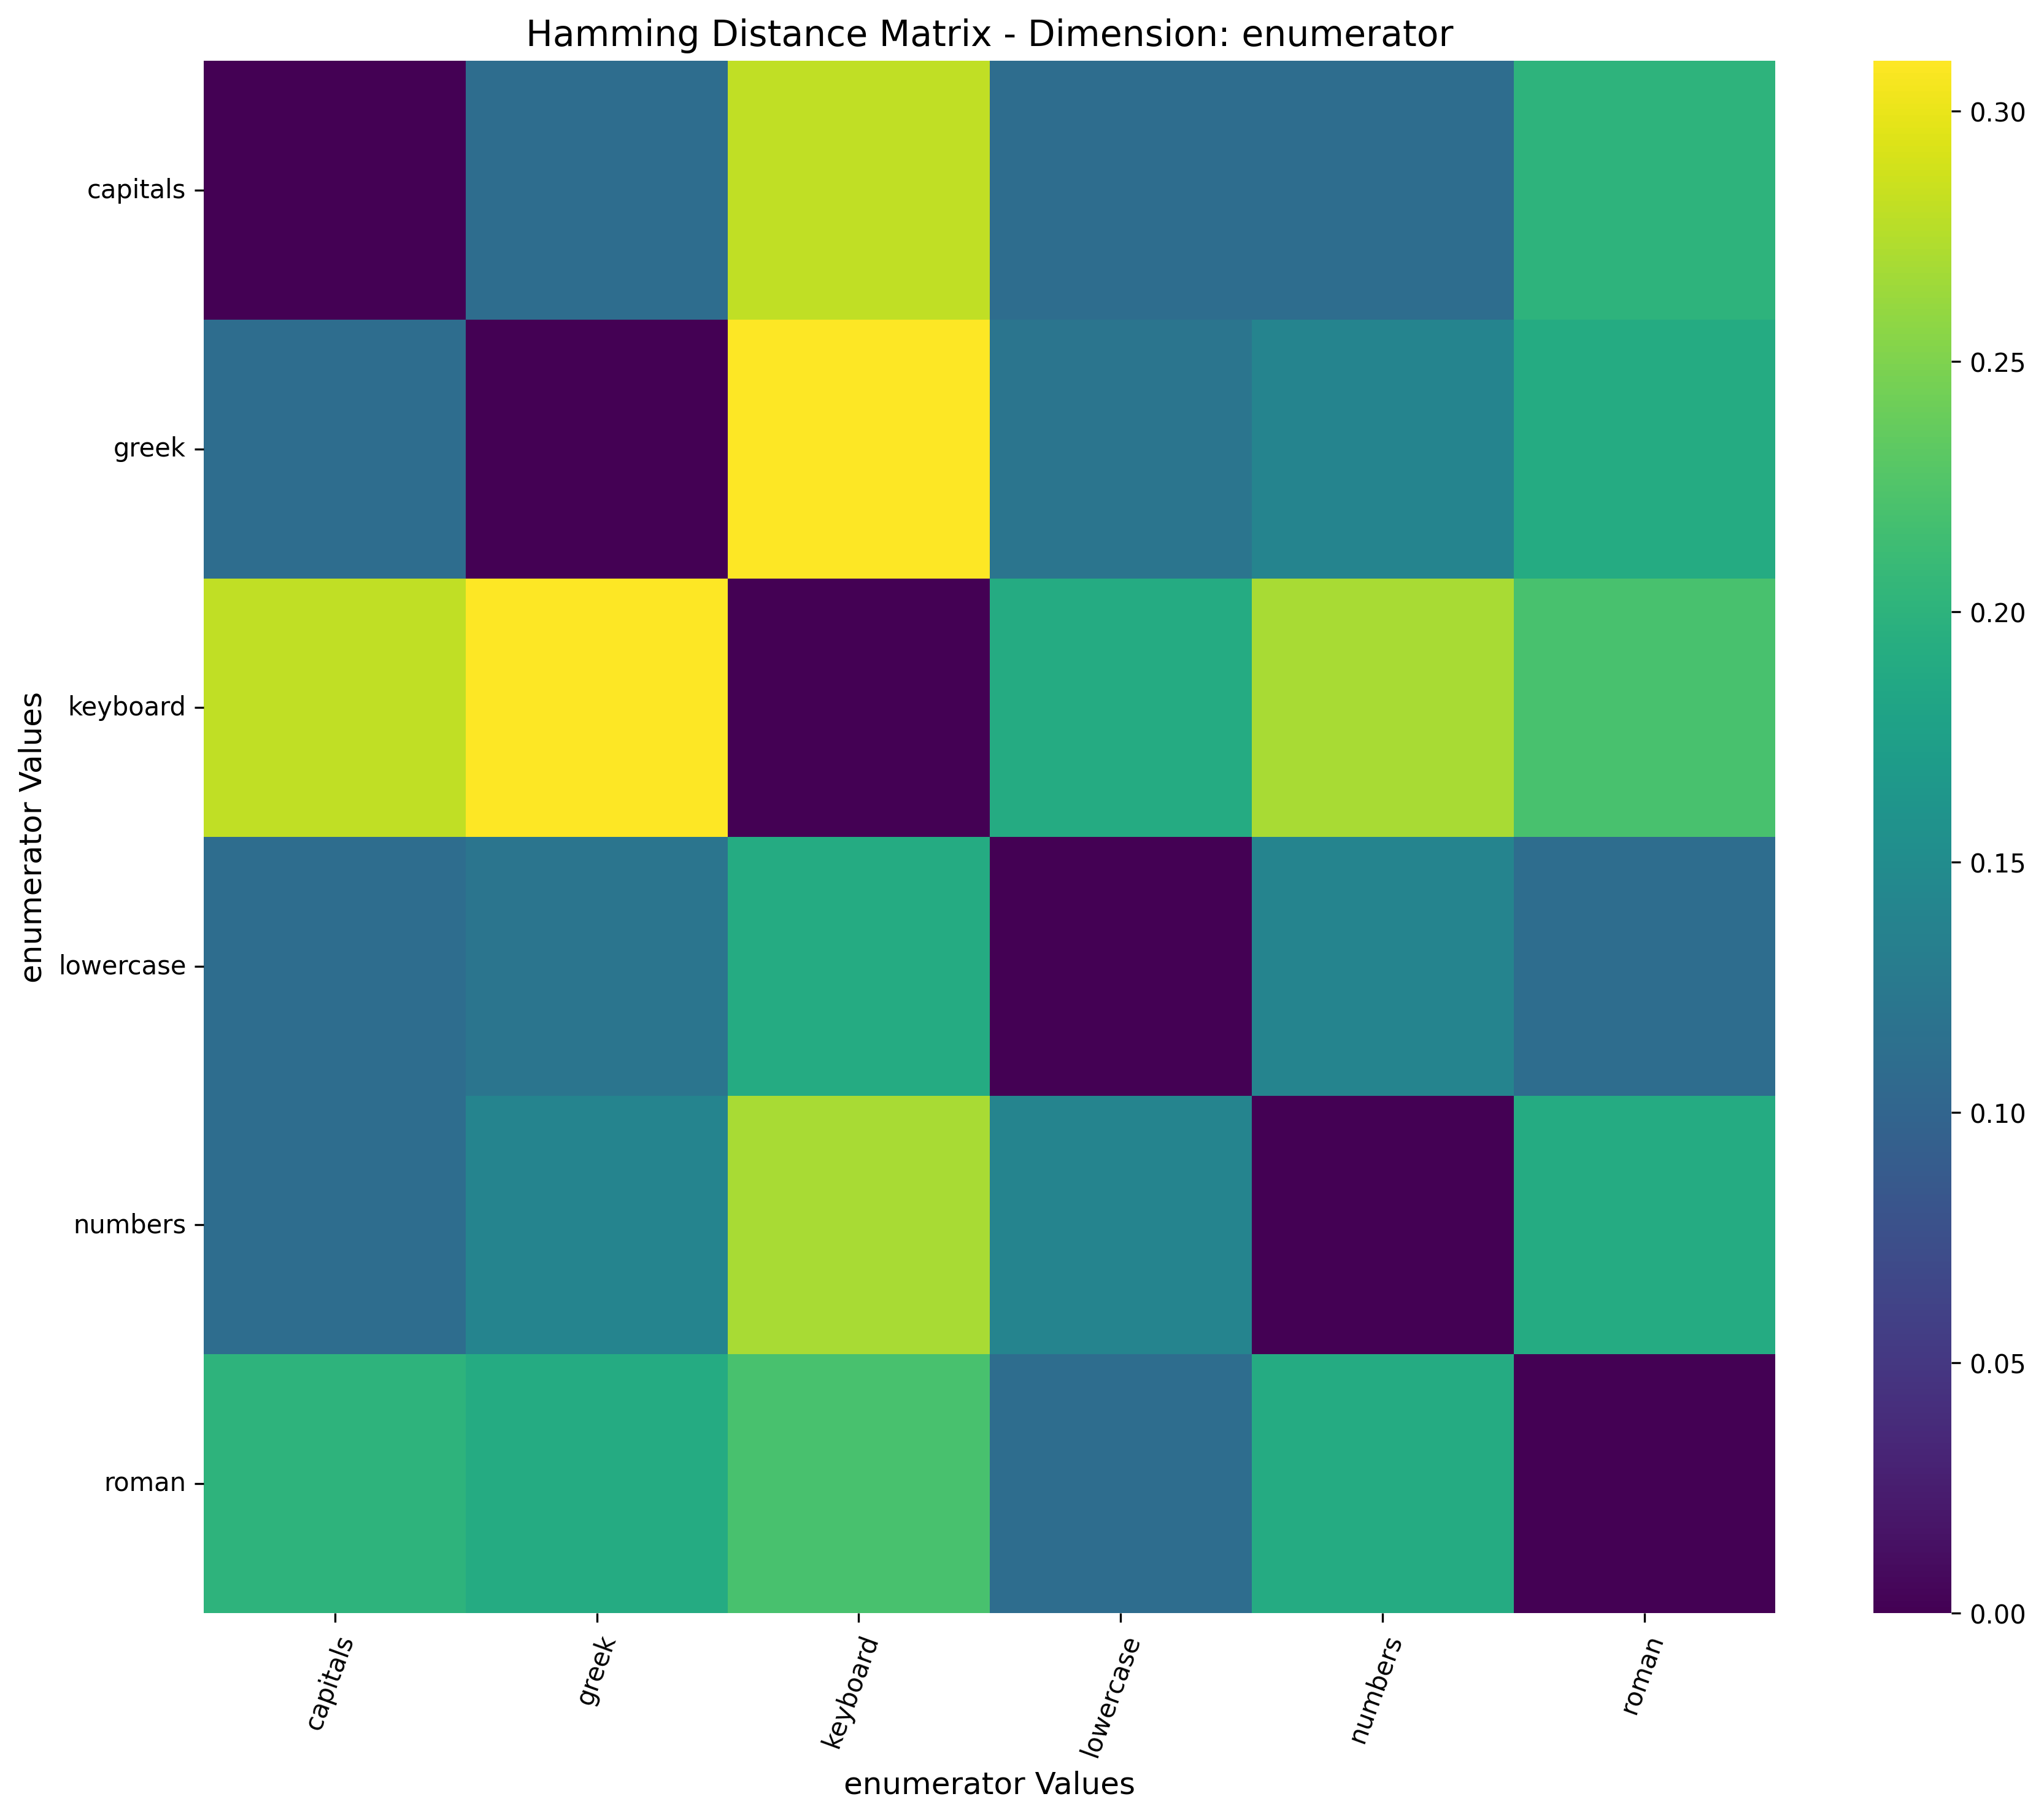 Hamming Distance Matrix - Dimension: enumerator
enumerator Values
capitals
greek
keyboard
lowercase
numbers
roman
capitals
greek
keyboard
lowercase
numbers
roman
enumerator Values
0.30
0.25
0.20
0.15
0.10
0.05
0.00